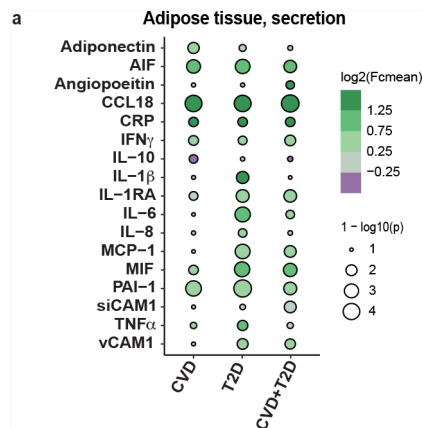 a
Adipose tissue, secretion
Adiponectin
AIF
Angiopoeitin
CCL18
CRP
IFNγ
IL−10
IL−1β
IL−1RA
IL−6
IL−8
MCP−1
MIF
PAI−1
siCAM1
TNFα
vCAM1
CVD
T2D
CVD+T2D
log2(Fcmean)
1.25
0.75
0.25
−0.25
1 − log10(p)
1
2
3
4